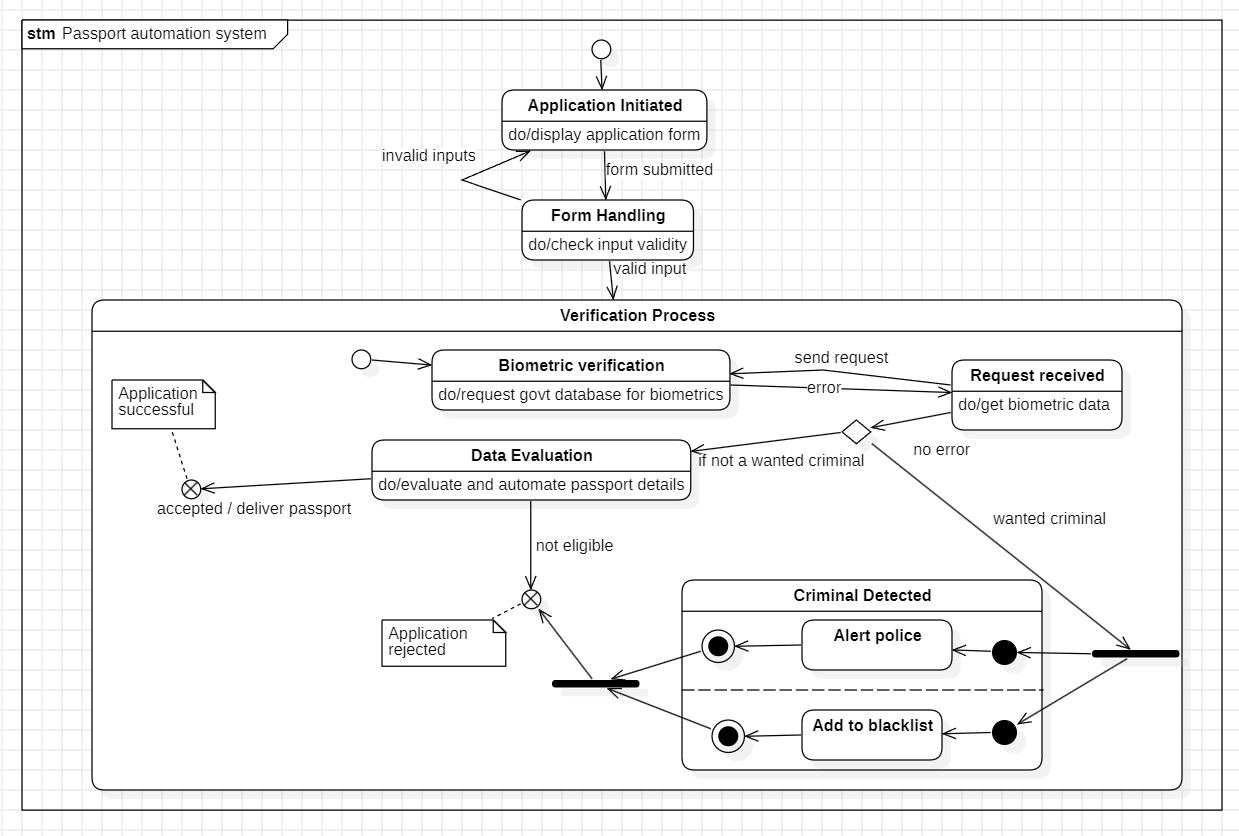 stm Passport automation system
Application Initiated
do/display application form
invalid inputs
form submitted
Form Handling
do/check input validity
valid input
Verification Process
Biometric verification
do/request govt database for biometrics
send request
error
Request received
do/get biometric data
Application
successful
Data Evaluation
do/evaluate and automate passport details
if not a wanted criminal
no error
accepted / deliver passport
wanted criminal
not eligible
Criminal Detected
Alert police
Application
rejected
Add to blacklist